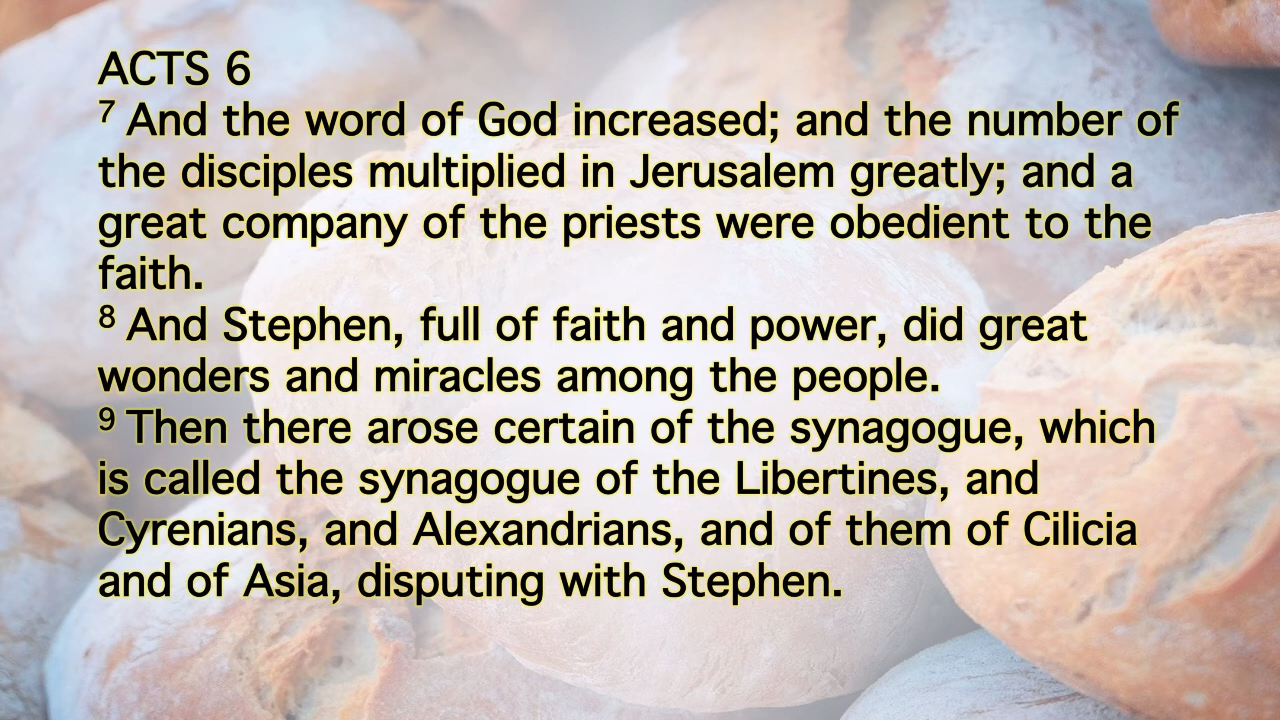 ACTS 6
7 And the word of God increased; and the number of
the disciples multiplied in Jerusalem greatly; and a
great company of the priests were obedient to the
faith.
8 And Stephen, full of faith and power, did great
wonders and miracles among the people.
9 Then there arose certain of the synagogue, which
is called the synagogue of the Libertines, and
Cyrenians, and Alexandrians, and of them of Cilicia
and of Asia, disputing with Stephen.